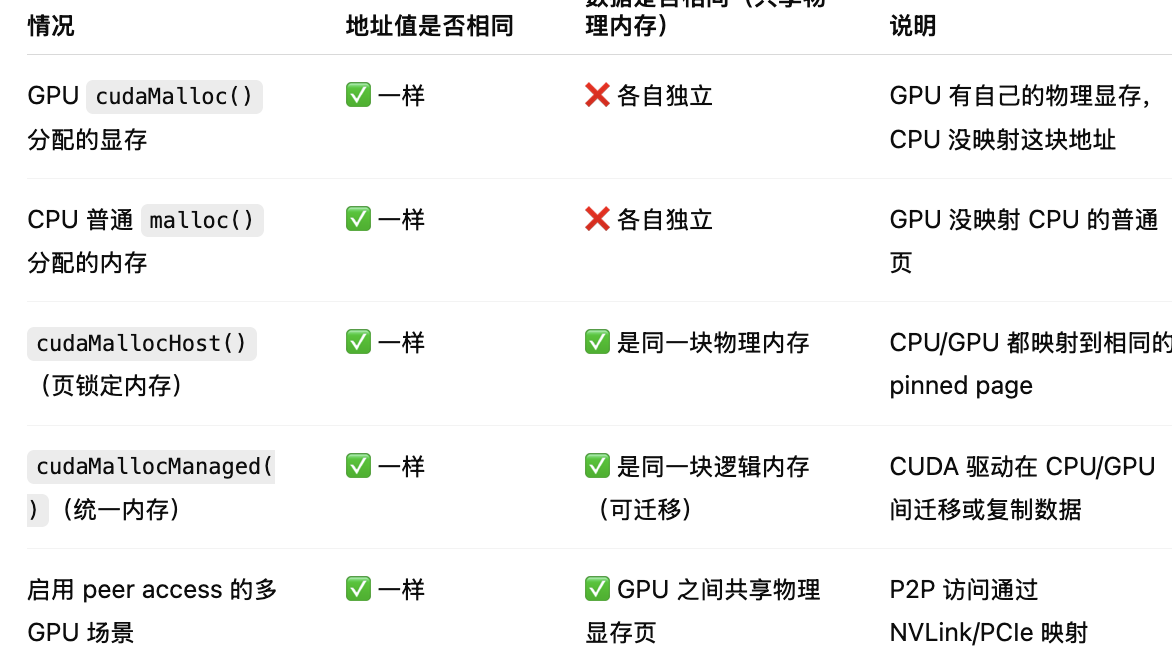 情况 地址值是否相同 理内存） 说明
GPU cudaMalloc() ✅ 一样 ❌ 各自独立 GPU 有自己的物理显存，
分配的显存 CPU 没映射这块地址
CPU 普通 malloc() ✅ 一样 ❌ 各自独立 GPU 没映射 CPU 的普通
分配的内存 页
cudaMallocHost() ✅ 一样 ✅ 是同一块物理内存 CPU/GPU 都映射到相同的
（页锁定内存） pinned page
cudaMallocManaged( ✅ 一样 ✅ 是同一块逻辑内存 CUDA 驱动在 CPU/GPU
) （统一内存） （可迁移） 间迁移或复制数据
启用 peer access 的多 ✅ 一样 ✅ GPU 之间共享物理 P2P 访问通过
GPU 场景 显存页 NVLink/PCIe 映射